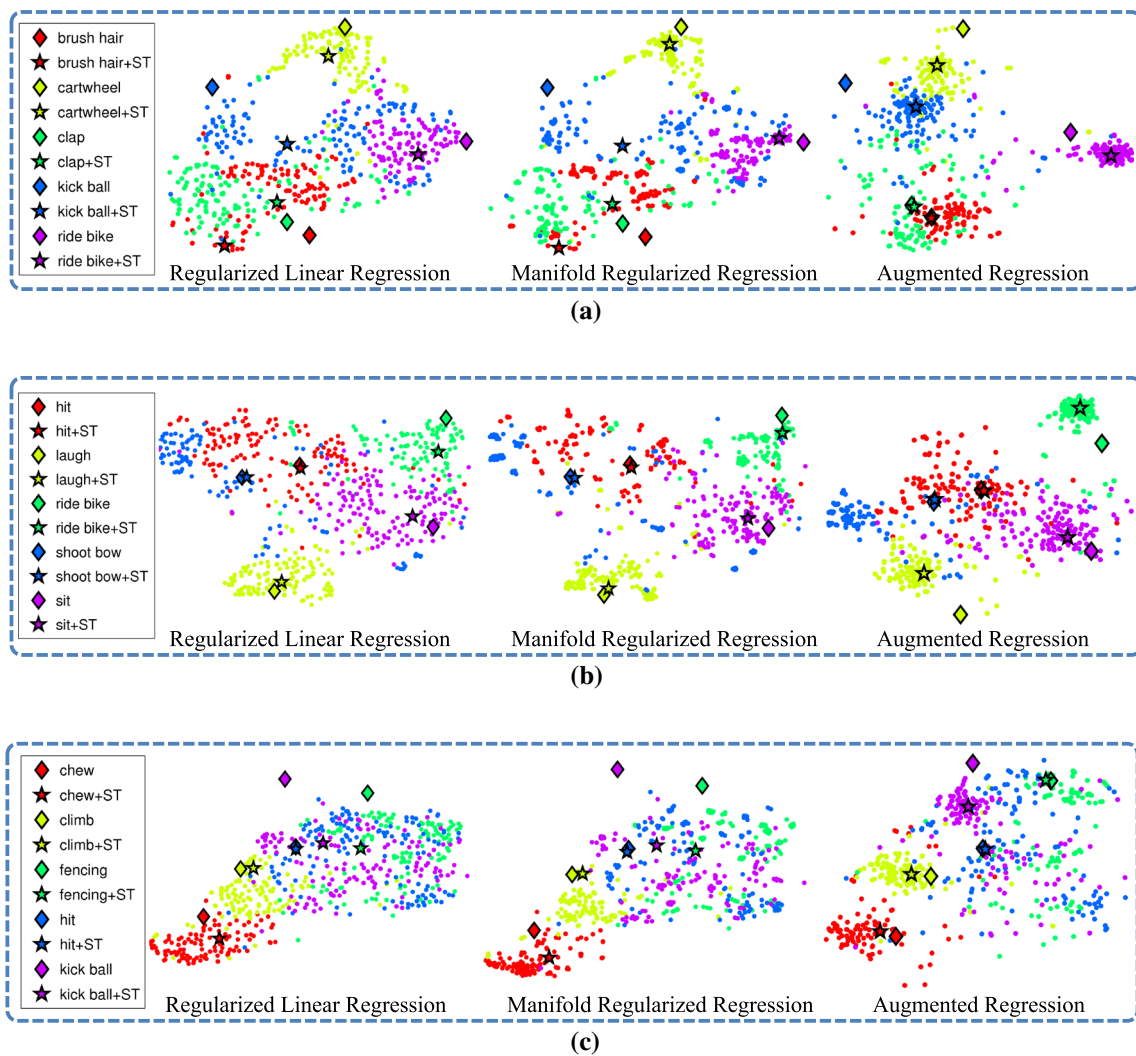 brush hair
brush hair+ST
cartwheel
cartwheel+ST
clap
clap+ST
kick ball
kick ball+ST
ride bike
ride bike+ST
Regularized Linear Regression
Manifold Regularized Regression
Augmented Regression
(a)
hit
hit+ST
laugh
laugh+ST
ride bike
ride bike+ST
shoot bow
shoot bow+ST
sit
sit+ST
Regularized Linear Regression
Manifold Regularized Regression
Augmented Regression
(b)
chew
chew+ST
climb
climb+ST
fencing
fencing+ST
hit
hit+ST
kick ball
kick ball+ST
Regularized Linear Regression
Manifold Regularized Regression
Augmented Regression
(c)